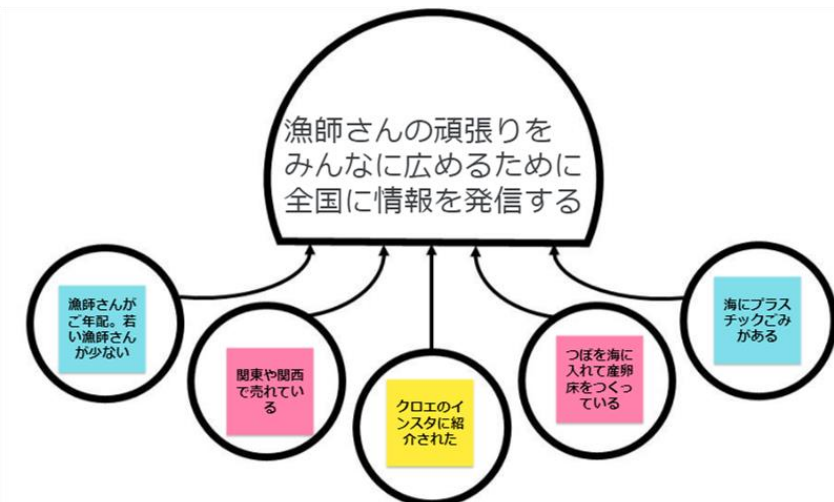 漁師さんの頑張りを
みんなに広めるために
全国に情報を発信する
漁師さんが
ご年配。若
い漁師さん
が少ない
関東や関西
で売れてい
る
クロエのイ
ンスタに紹
介された
つぼを海に
入れて産卵
床をつくっ
ている
海にプラス
チックごみ
がある